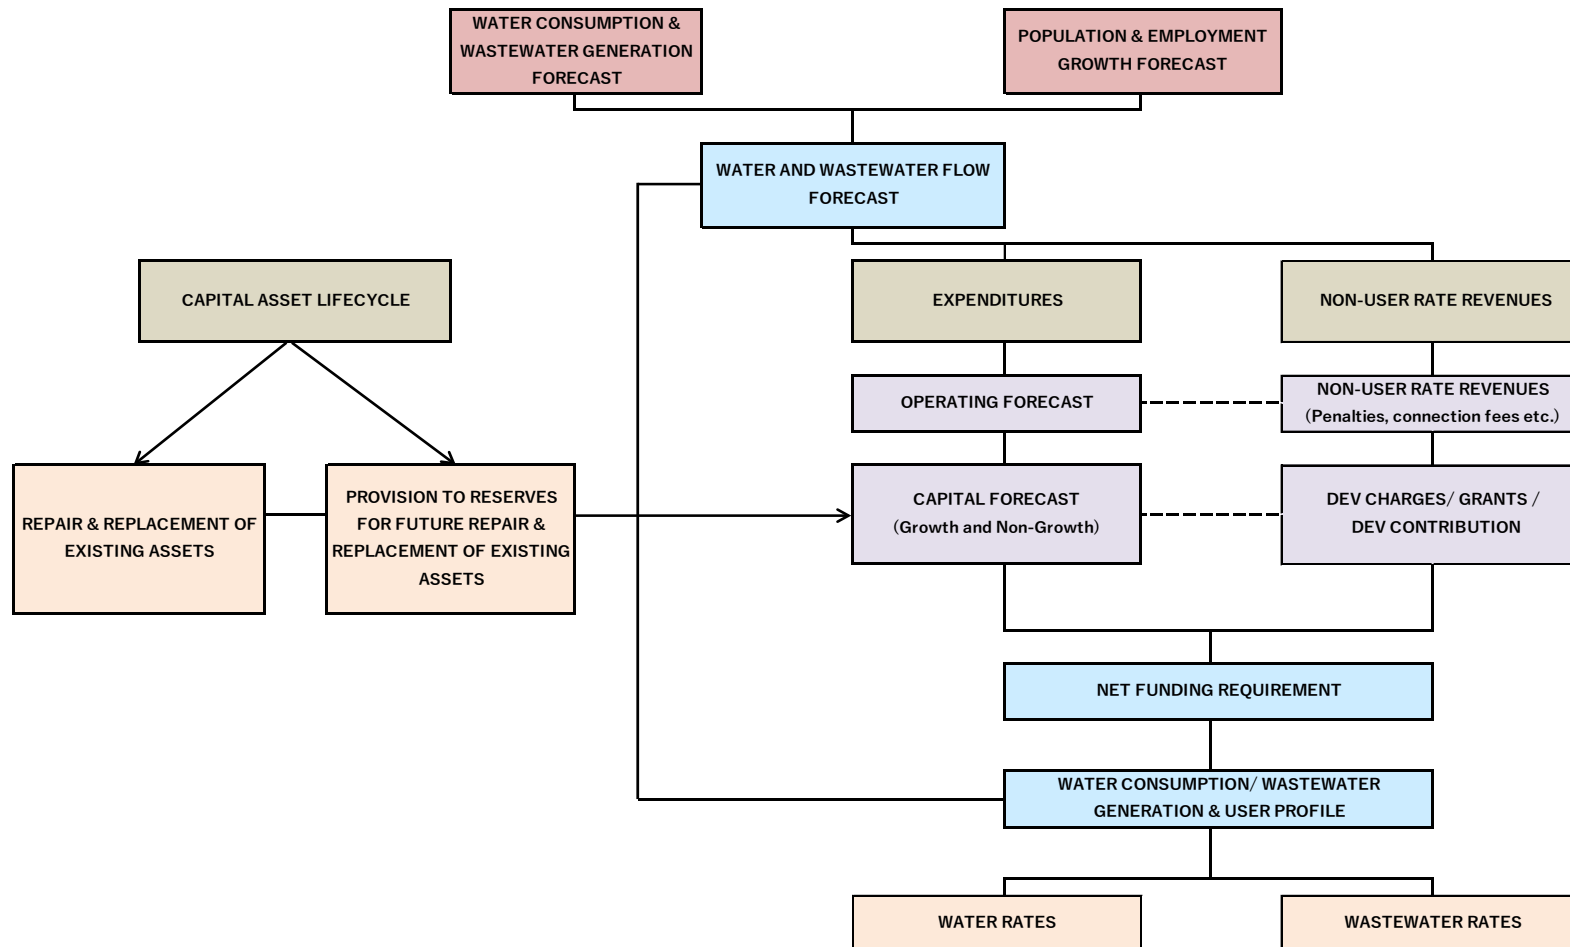 WATER CONSUMPTION &
WASTEWATER GENERATION
FORECAST
POPULATION & EMPLOYMENT
GROWTH FORECAST
WATER AND WASTEWATER FLOW
FORECAST
CAPITAL ASSET LIFECYCLE
EXPENDITURES
NON-USER RATE REVENUES
OPERATING FORECAST
NON-USER RATE REVENUES
(Penalties, connection fees etc.)
REPAIR & REPLACEMENT OF
EXISTING ASSETS
PROVISION TO RESERVES
FOR FUTURE REPAIR &
REPLACEMENT OF EXISTING
ASSETS
CAPITAL FORECAST
(Growth and Non-Growth)
DEV CHARGES/ GRANTS /
DEV CONTRIBUTION
NET FUNDING REQUIREMENT
WATER CONSUMPTION/ WASTEWATER
GENERATION & USER PROFILE
WATER RATES
WASTEWATER RATES